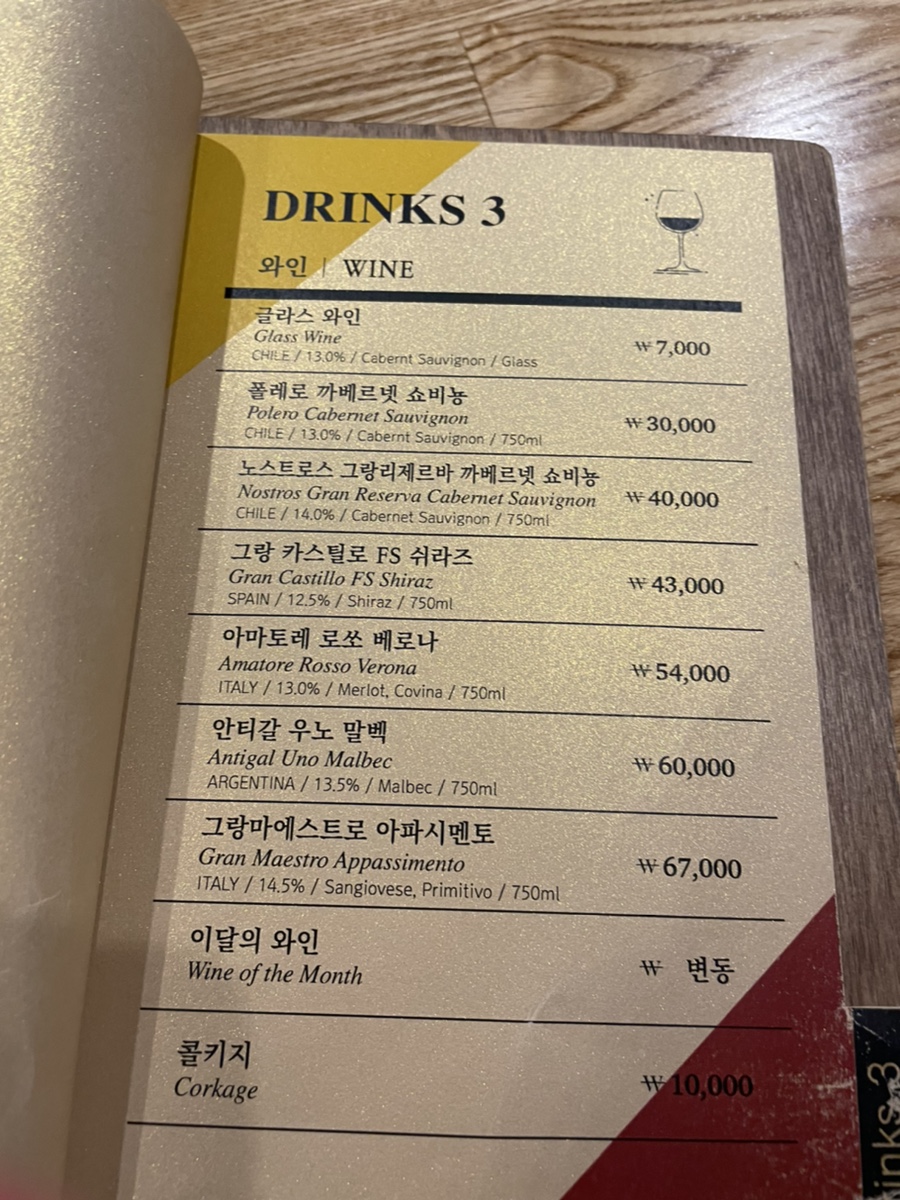 DRINKS 3
와인 | WINE
글라스 와인
Glass Wine
CHILE / 13.0% / Cabernt Sauvignon / Glass
₩ 7,000
폴레로 까베르넷 쇼비뇽
Polero Cabernet Sauvignon
CHILE / 13.0% / Cabernt Sauvignon / 750ml
₩ 30,000
노스트로스 그랑리제르바 까베르넷 쇼비뇽
Nostros Gran Reserva Cabernet Sauvignon
CHILE / 14.0% / Cabernet Sauvignon / 750ml
₩ 40,000
그랑 카스틸로 FS 쉬라즈
Gran Castillo FS Shiraz
SPAIN / 12.5% / Shiraz / 750ml
₩ 43,000
아마토레 로쏘 베로나
Amatore Rosso Verona
ITALY / 13.0% / Merlot, Covina / 750ml
₩ 54,000
안티갈 우노 말벡
Antigal Uno Malbec
ARGENTINA / 13.5% / Malbec / 750ml
₩ 60,000
그랑마에스트로 아파시멘토
Gran Maestro Appassimento
ITALY / 14.5% / Sangiovese, Primitivo / 750ml
₩ 67,000
이달의 와인
Wine of the Month
₩ 변동
콜키지
Corkage
₩ 10,000
inks 3